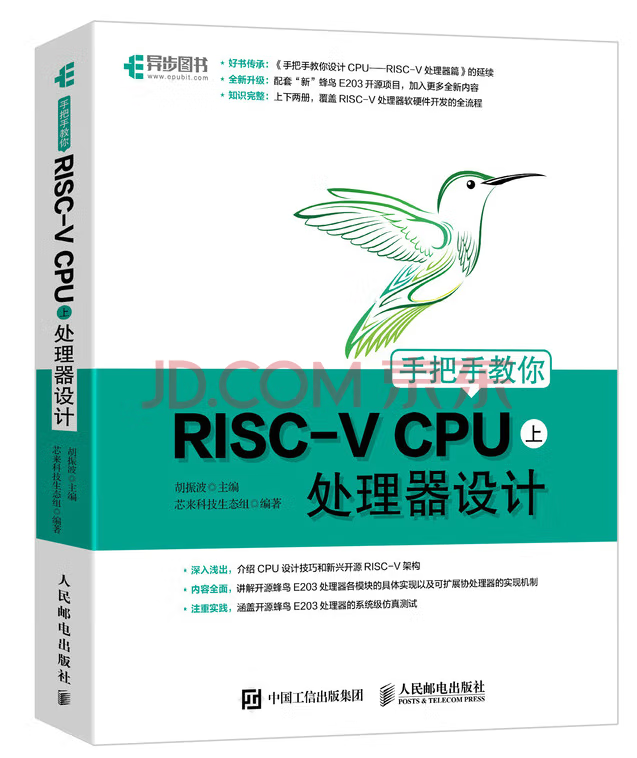 异步图书
www.epubit.com
★ 好书传承：《手把手教你设计 CPU——RISC-V 处理器篇》的延续
★ 全新升级：配套“新”蜂鸟 E203 开源项目，加入更多全新内容
★ 知识完整：上下两册，覆盖 RISC-V 处理器软硬件开发的全流程
手把手教你
RISC-V CPU 上
处理器设计
胡振波◎主编
芯来科技生态组◎编著
JD.COM 京东
★ 深入浅出，介绍 CPU 设计技巧和新兴开源 RISC-V 架构
★ 内容全面，讲解开源蜂鸟 E203 处理器各模块的具体实现以及可扩展协处理器的实现机制
★ 注重实践，涵盖开源蜂鸟 E203 处理器的系统级仿真测试
中国工信出版集团
人民邮电出版社
POSTS & TELECOM PRESS
手把手教你
RISC-V CPU 上 处理器设计
胡振波◎主编
芯来科技生态组◎编著
人民邮电出版社